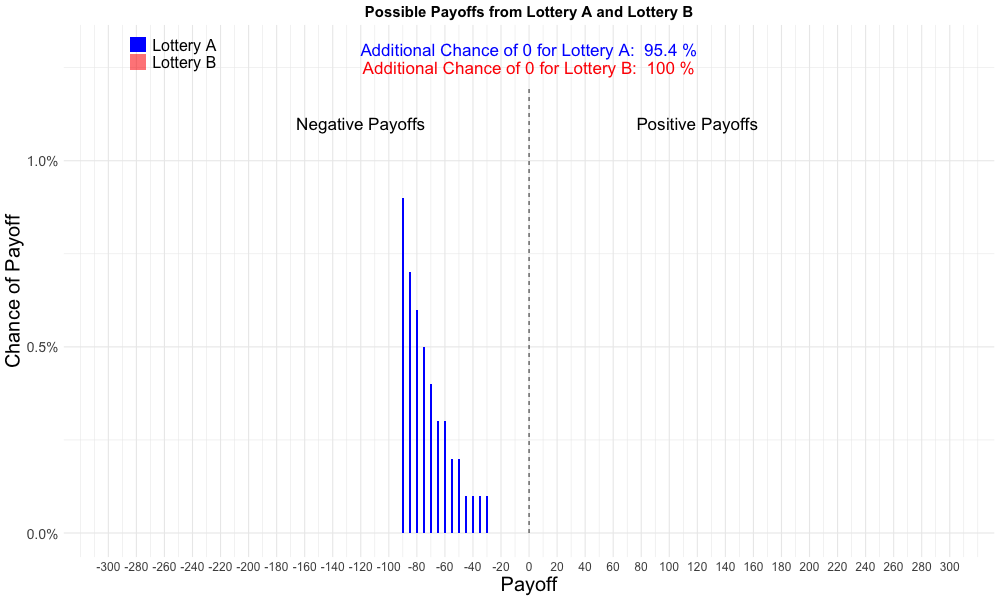 Possible Payoffs from Lottery A and Lottery B
Lottery A
Lottery B
Additional Chance of 0 for Lottery A:  95.4 %
Additional Chance of 0 for Lottery B:  100 %
Negative Payoffs
Positive Payoffs
Chance of Payoff
1.0%
0.5%
0.0%
-300 -280 -260 -240 -220 -200 -180 -160 -140 -120 -100 -80 -60 -40 -20 0 20 40 60 80 100 120 140 160 180 200 220 240 260 280 300
Payoff